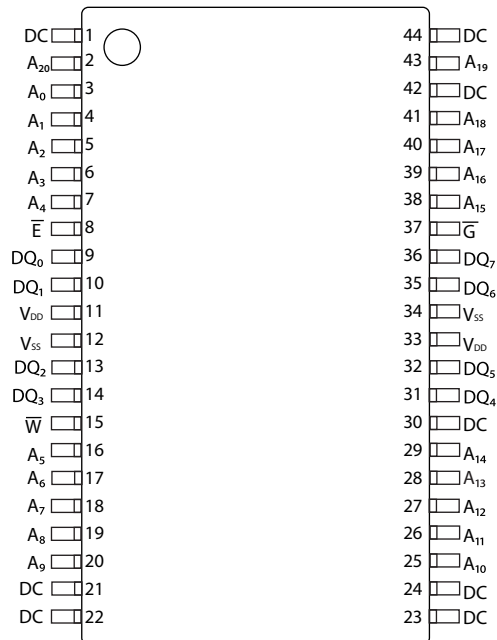 DC 1 44 DC
A₂₀ 2 43 A₁₉
A₀ 3 42 DC
A₁ 4 41 A₁₈
A₂ 5 40 A₁₇
A₃ 6 39 A₁₆
A₄ 7 38 A₁₅
E̅ 8 37 G̅
DQ₀ 9 36 DQ₇
DQ₁ 10 35 DQ₆
V_DD 11 34 V_SS
V_SS 12 33 V_DD
DQ₂ 13 32 DQ₅
DQ₃ 14 31 DQ₄
W̅ 15 30 DC
A₅ 16 29 A₁₄
A₆ 17 28 A₁₃
A₇ 18 27 A₁₂
A₈ 19 26 A₁₁
A₉ 20 25 A₁₀
DC 21 24 DC
DC 22 23 DC